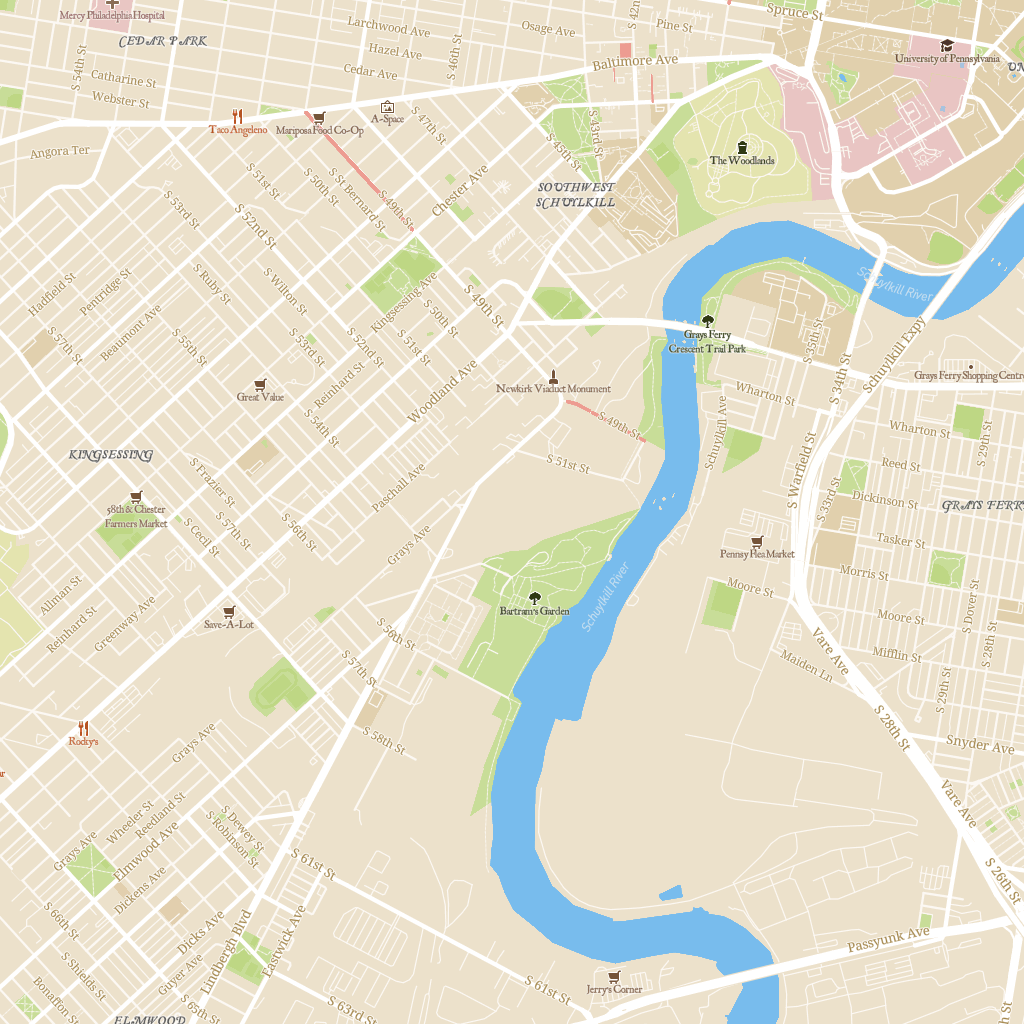 Mercy Philadelphia Hospital
CEDAR PARK
S 54th St
Catharine St
Webster St
Angora Ter
Taco Angeleno
Larchwood Ave
Hazel Ave
Cedar Ave
S 46th St
Osage Ave
Pine St
Spruce St
Baltimore Ave
University of Pennsylvania
Mariposa Food Co-Op
A-Space
S 47th St
S 45th St
S 43rd St
The Woodlands
SOUTHWEST
SCHUYLKILL
Chester Ave
S 51st St
S 50th St
S St Bernard St
S 49th St
S 53rd St
S 52nd St
Hadfield St
Pentridge St
Beaumont Ave
S Ruby St
S Wilton St
Kingsessing Ave
S 49th St
S 50th St
S 51st St
S 52nd St
S 53rd St
S 55th St
S 57th St
Reinhard St
S 54th St
Woodland Ave
Great Value
Newkirk Viaduct Monument
S 49th St
S 51st St
Schuylkill River
Grays Ferry
Crescent Trail Park
S 35th St
S 34th St
Schuylkill Expy
Grays Ferry Shopping Centre
Wharton St
Schuylkill Ave
Wharton St
S 29th St
Reed St
S Warfield St
S 33rd St
Dickinson St
GRAYS FERRY
Tasker St
Pennsy Flea Market
Morris St
Moore St
Moore St
S Dover St
S 28th St
Mifflin St
Vare Ave
Maiden Ln
S 29th St
S 28th St
Snyder Ave
Vare Ave
S 26th St
Passyunk Ave
KINGSESSING
58th & Chester
Farmers Market
S Frazier St
S 57th St
S Cecil St
S 56th St
Paschall Ave
Grays Ave
Bartram's Garden
Schuylkill River
Allman St
Reinhard St
Greenway Ave
Save-A-Lot
S 56th St
S 57th St
S 58th St
Rocky's
Grays Ave
Wheeler St
Reedland St
Grays Ave
Elmwood Ave
Dickens Ave
S Dewey St
S Robinson St
S 61st St
S 66th St
S Shields St
Bonaffon St
Dicks Ave
Guyer Ave
S 65th St
Lindbergh Blvd
Eastwick Ave
S 63rd St
S 61st St
Jerry's Corner
ELMWOOD